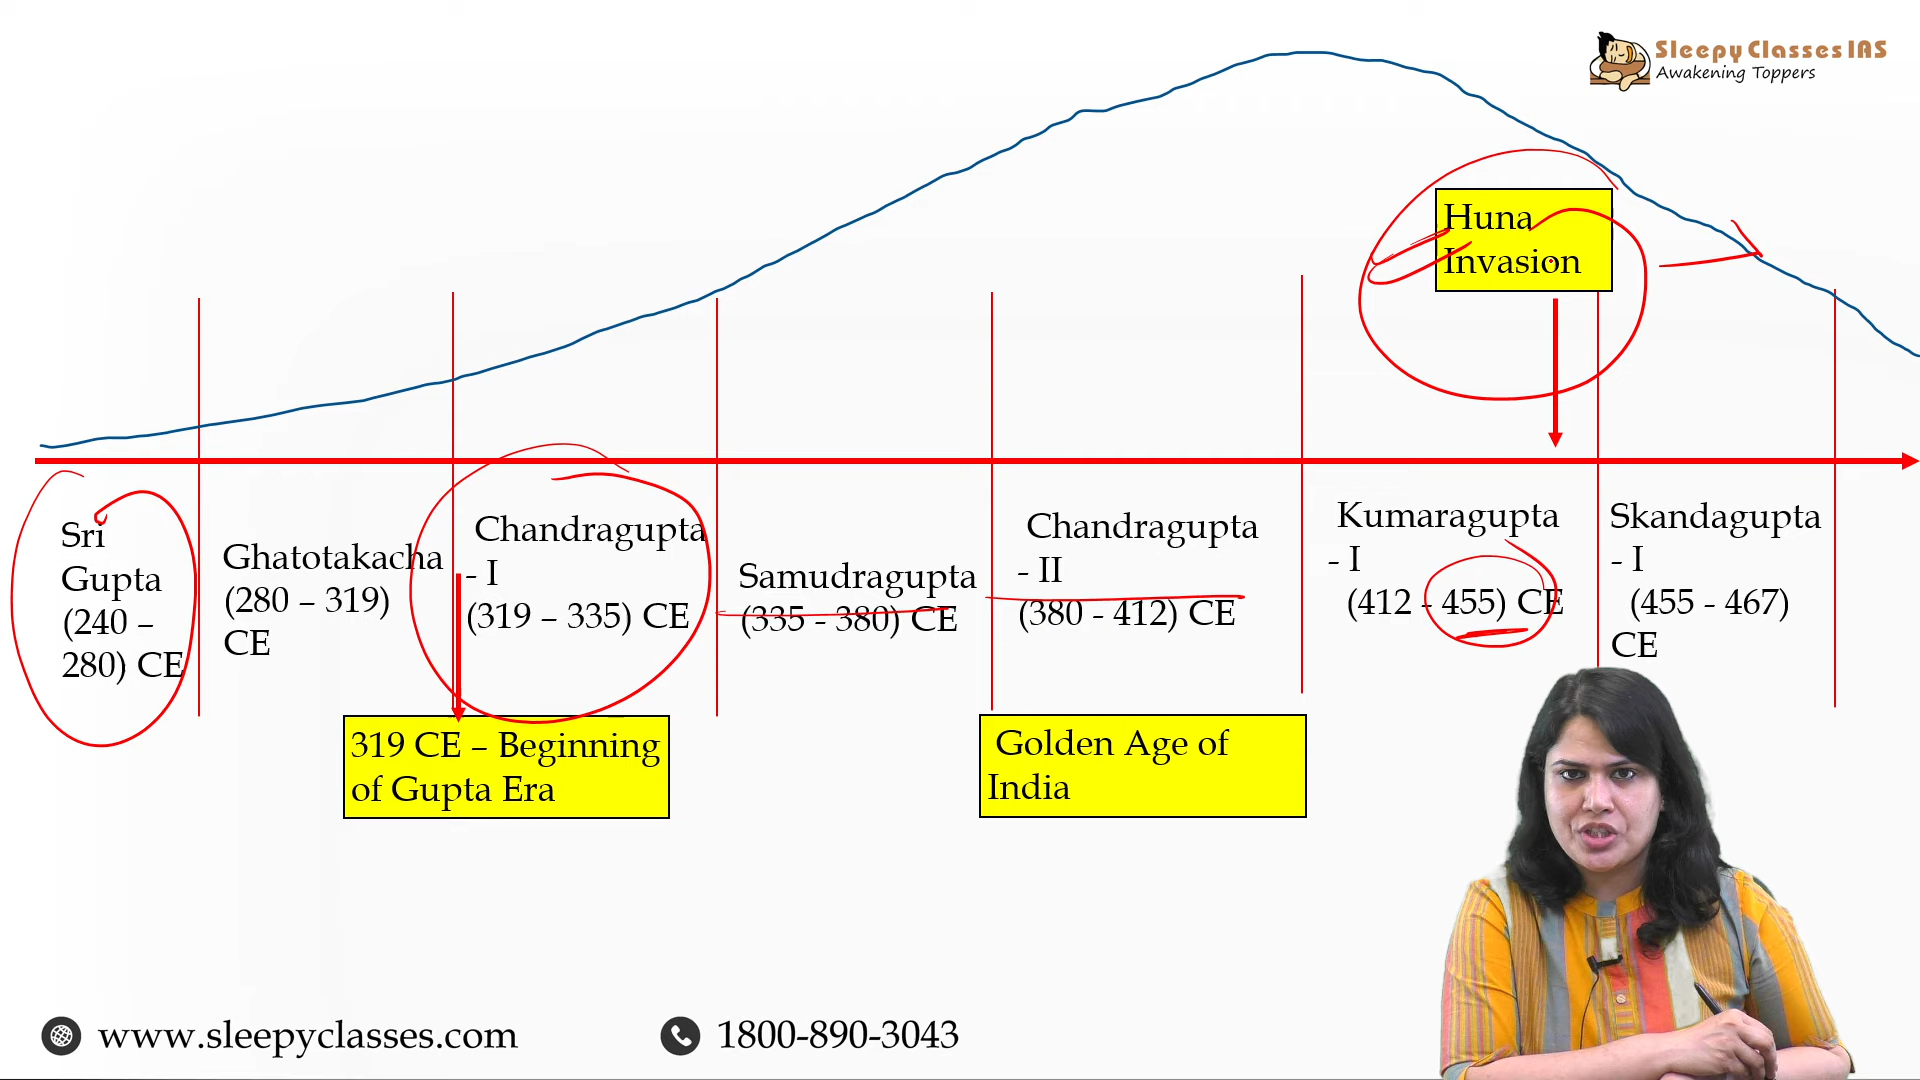 Sleepy Classes IAS
Awakening Toppers
Huna
Invasion
Sri
Gupta
(240 –
280) CE
Ghatotakacha
(280 – 319)
CE
Chandragupta
- I
(319 – 335) CE
Samudragupta
(335 - 380) CE
Chandragupta
- II
(380 - 412) CE
Kumaragupta
- I
(412 - 455) CE
Skandagupta
- I
(455 - 467)
CE
319 CE – Beginning
of Gupta Era
Golden Age of
India
www.sleepyclasses.com
1800-890-3043